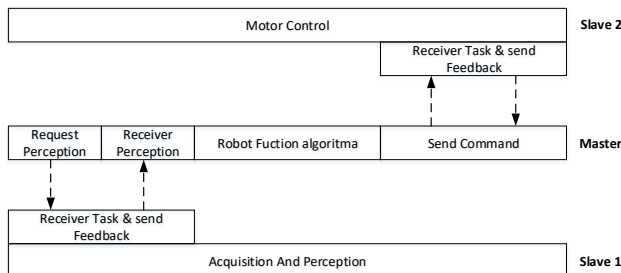 Motor Control
Slave 2
Receiver Task & send
Feedback
Request
Perception
Receiver
Perception
Robot Fuction algoritma
Send Command
Master
Receiver Task & send
Feedback
Acquisition And Perception
Slave 1